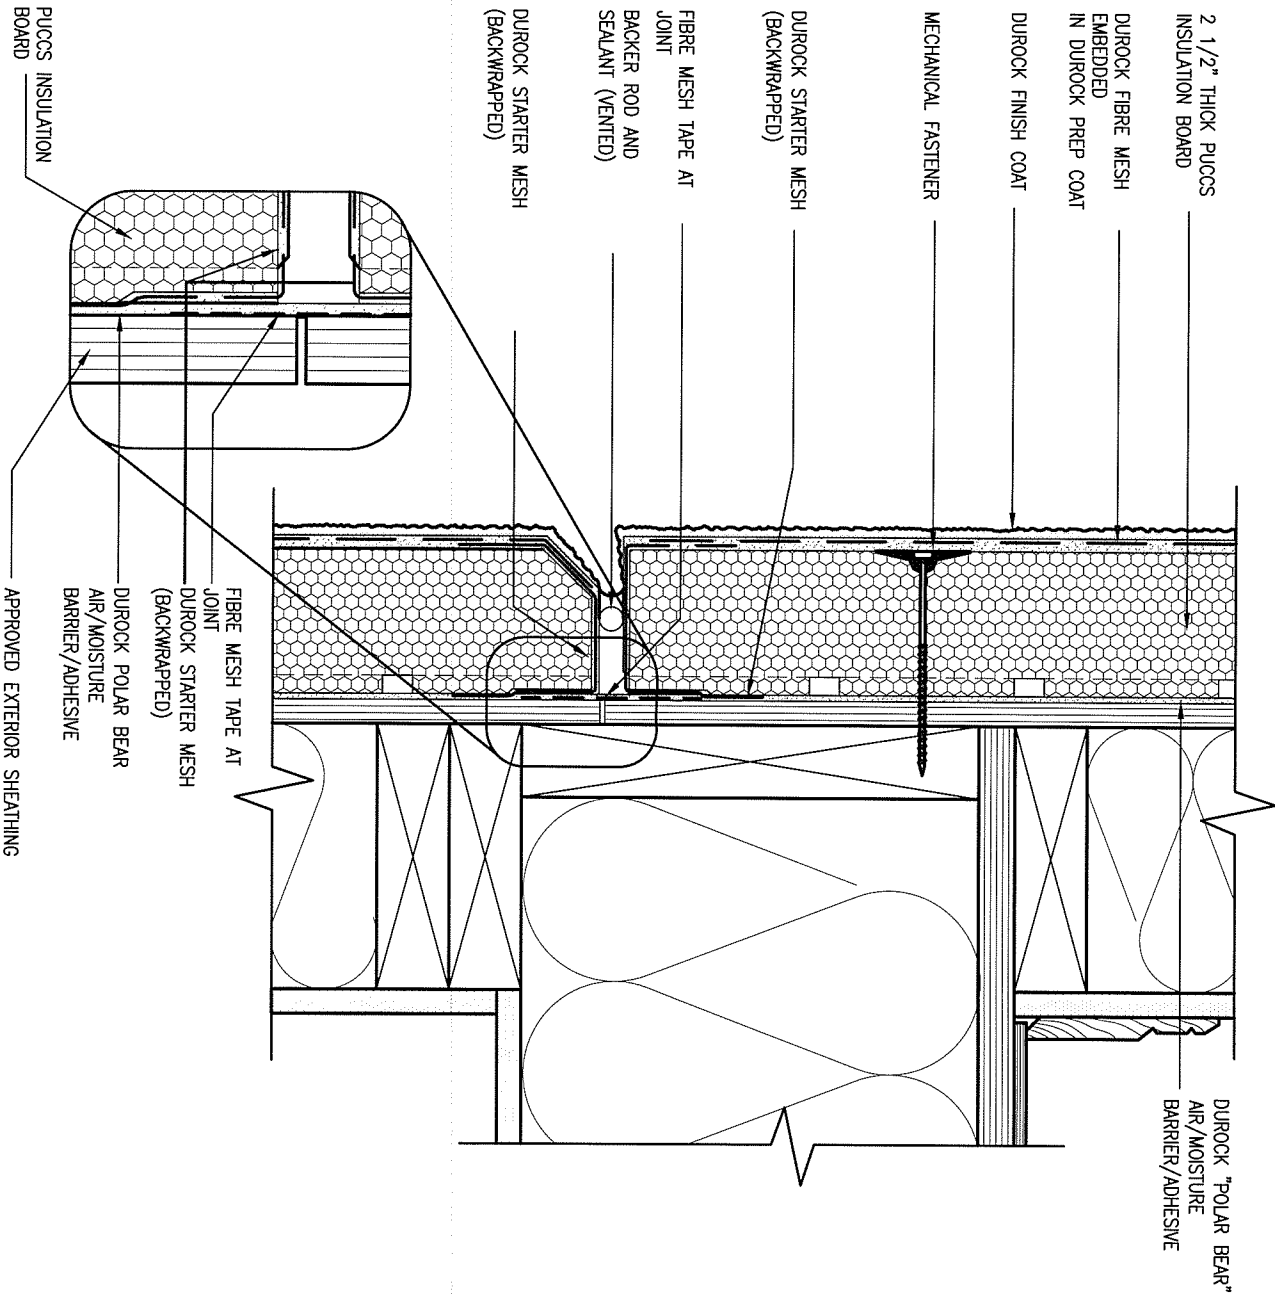 2 1/2" THICK PUCCS
INSULATION BOARD
DUROCK FIBRE MESH
EMBEDDED
IN DUROCK PREP COAT
DUROCK FINISH COAT
MECHANICAL FASTENER
DUROCK STARTER MESH
(BACKWRAPPED)
FIBRE MESH TAPE AT
JOINT
BACKER ROD AND
SEALANT (VENTED)
DUROCK STARTER MESH
(BACKWRAPPED)
PUCCS INSULATION
BOARD
DUROCK "POLAR BEAR"
AIR/MOISTURE
BARRIER/ADHESIVE
FIBRE MESH TAPE AT
JOINT
DUROCK STARTER MESH
(BACKWRAPPED)
DUROCK POLAR BEAR
AIR/MOISTURE
BARRIER/ADHESIVE
APPROVED EXTERIOR SHEATHING